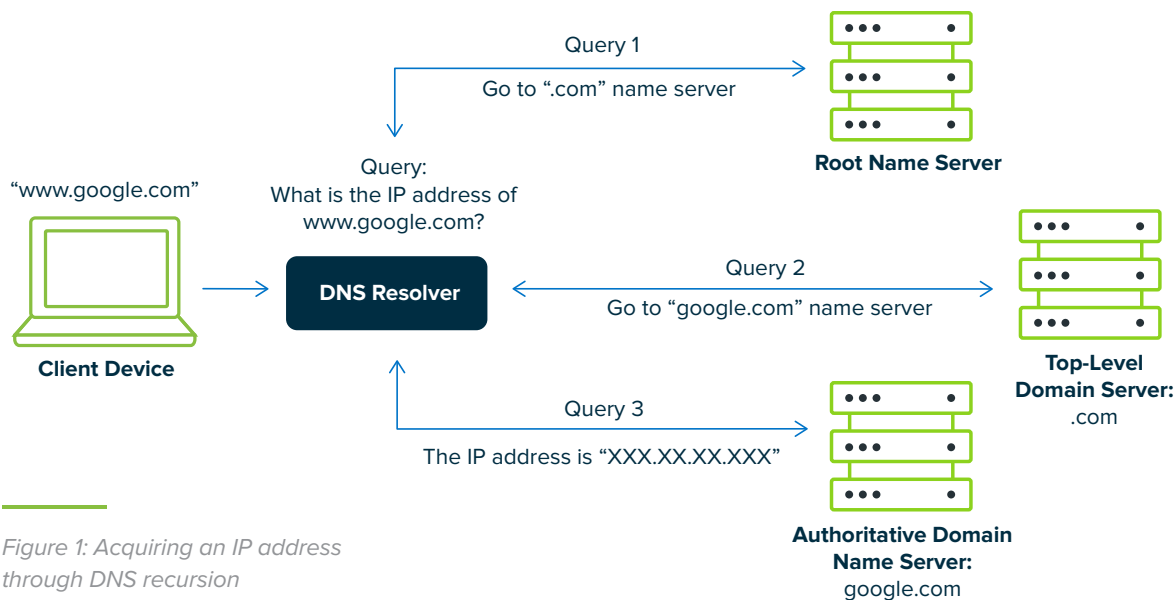 Query 1
Go to “.com” name server
Root Name Server
“www.google.com”
Client Device
Query:
What is the IP address of
www.google.com?
DNS Resolver
Query 2
Go to “google.com” name server
Top-Level
Domain Server:
.com
Query 3
The IP address is “XXX.XX.XX.XXX”
Authoritative Domain
Name Server:
google.com
Figure 1: Acquiring an IP address
through DNS recursion